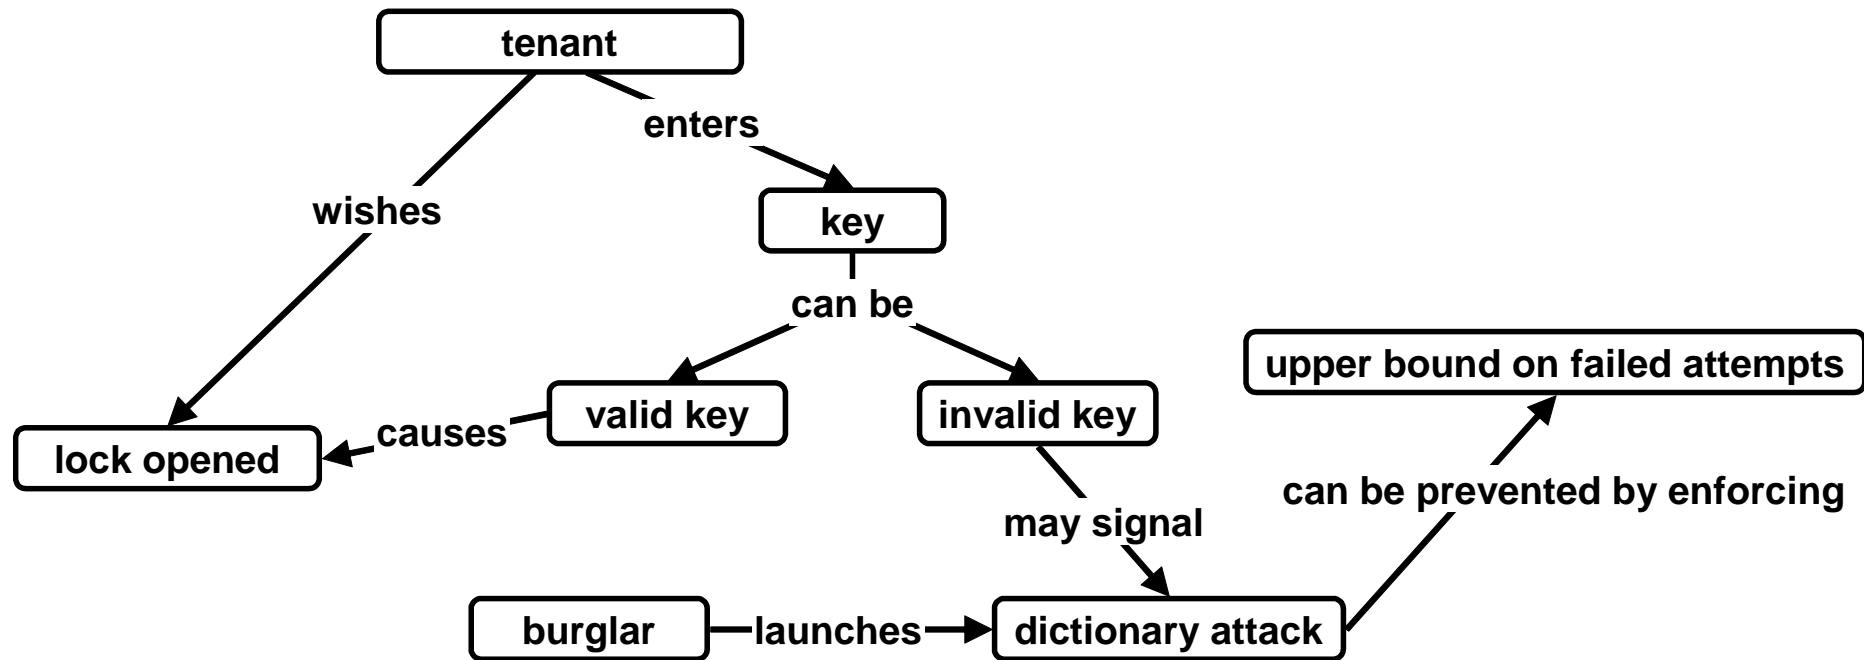 tenant
enters
wishes
key
can be
upper bound on failed attempts
valid key
invalid key
causes
lock opened
can be prevented by enforcing
may signal
burglar
launches
dictionary attack